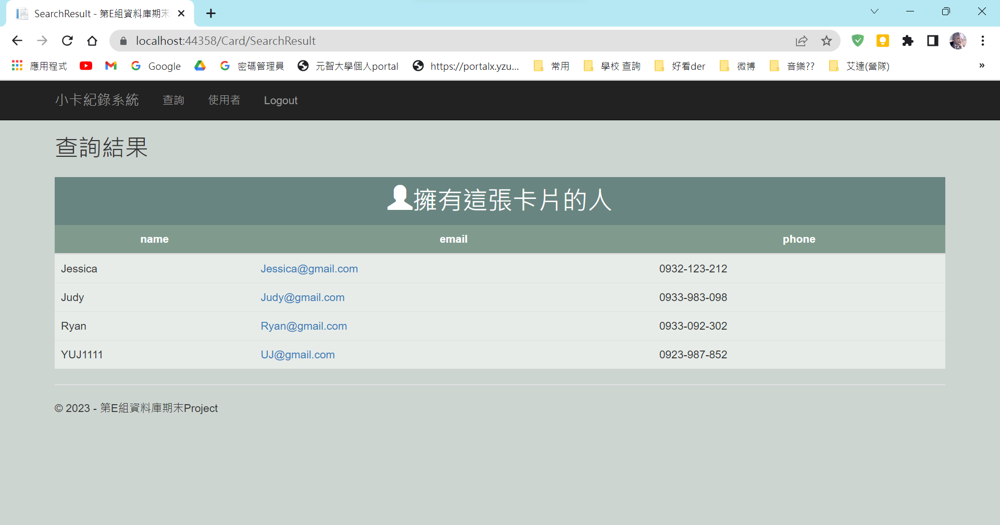 SearchResult - 第E組資料庫期末
localhost:44358/Card/SearchResult
應用程式 Google 密碼管理員 元智大學個人portal https://portalx.yzu... 常用 學校 查詢 好看der 微博 音樂?? 艾達(營隊) »
小卡紀錄系統 查詢 使用者 Logout
查詢結果
擁有這張卡片的人
name email phone
Jessica Jessica@gmail.com 0932-123-212
Judy Judy@gmail.com 0933-983-098
Ryan Ryan@gmail.com 0933-092-302
YUJ1111 UJ@gmail.com 0923-987-852
© 2023 - 第E組資料庫期末Project